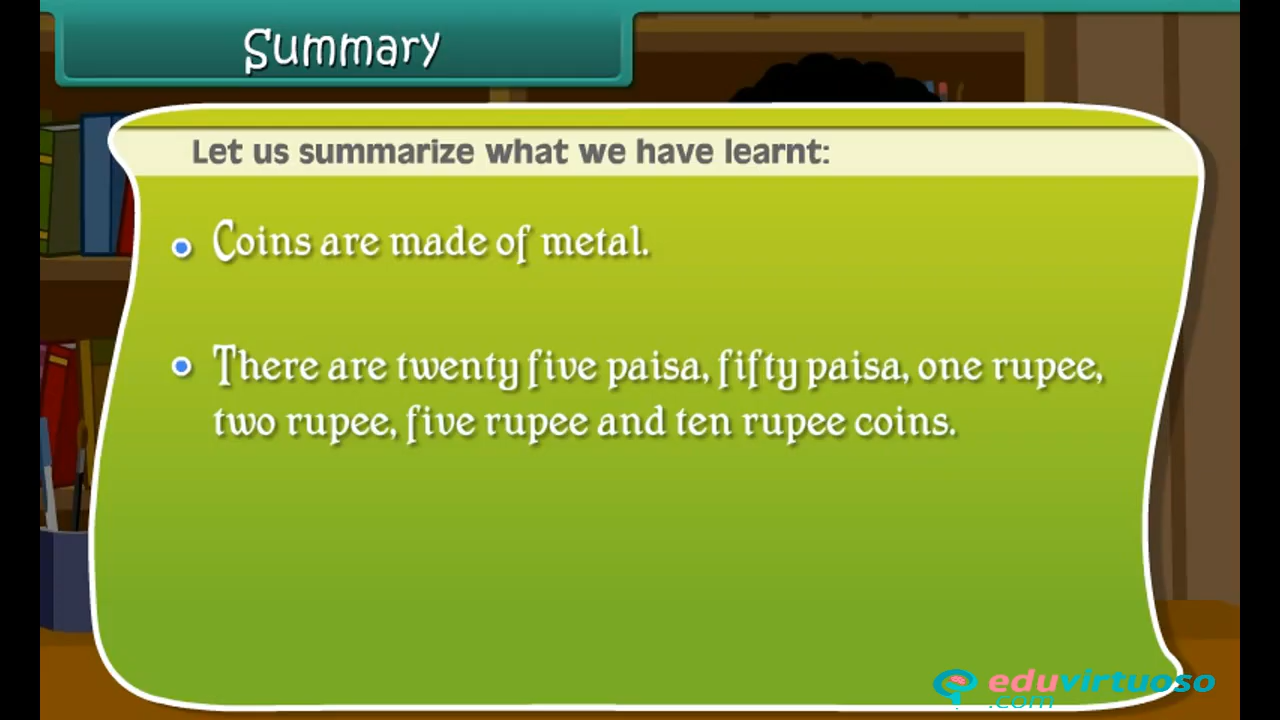 Summary
Let us summarize what we have learnt:
Coins are made of metal.
There are twenty five paisa, fifty paisa, one rupee,
two rupee, five rupee and ten rupee coins.
eduvirtuoso
.com